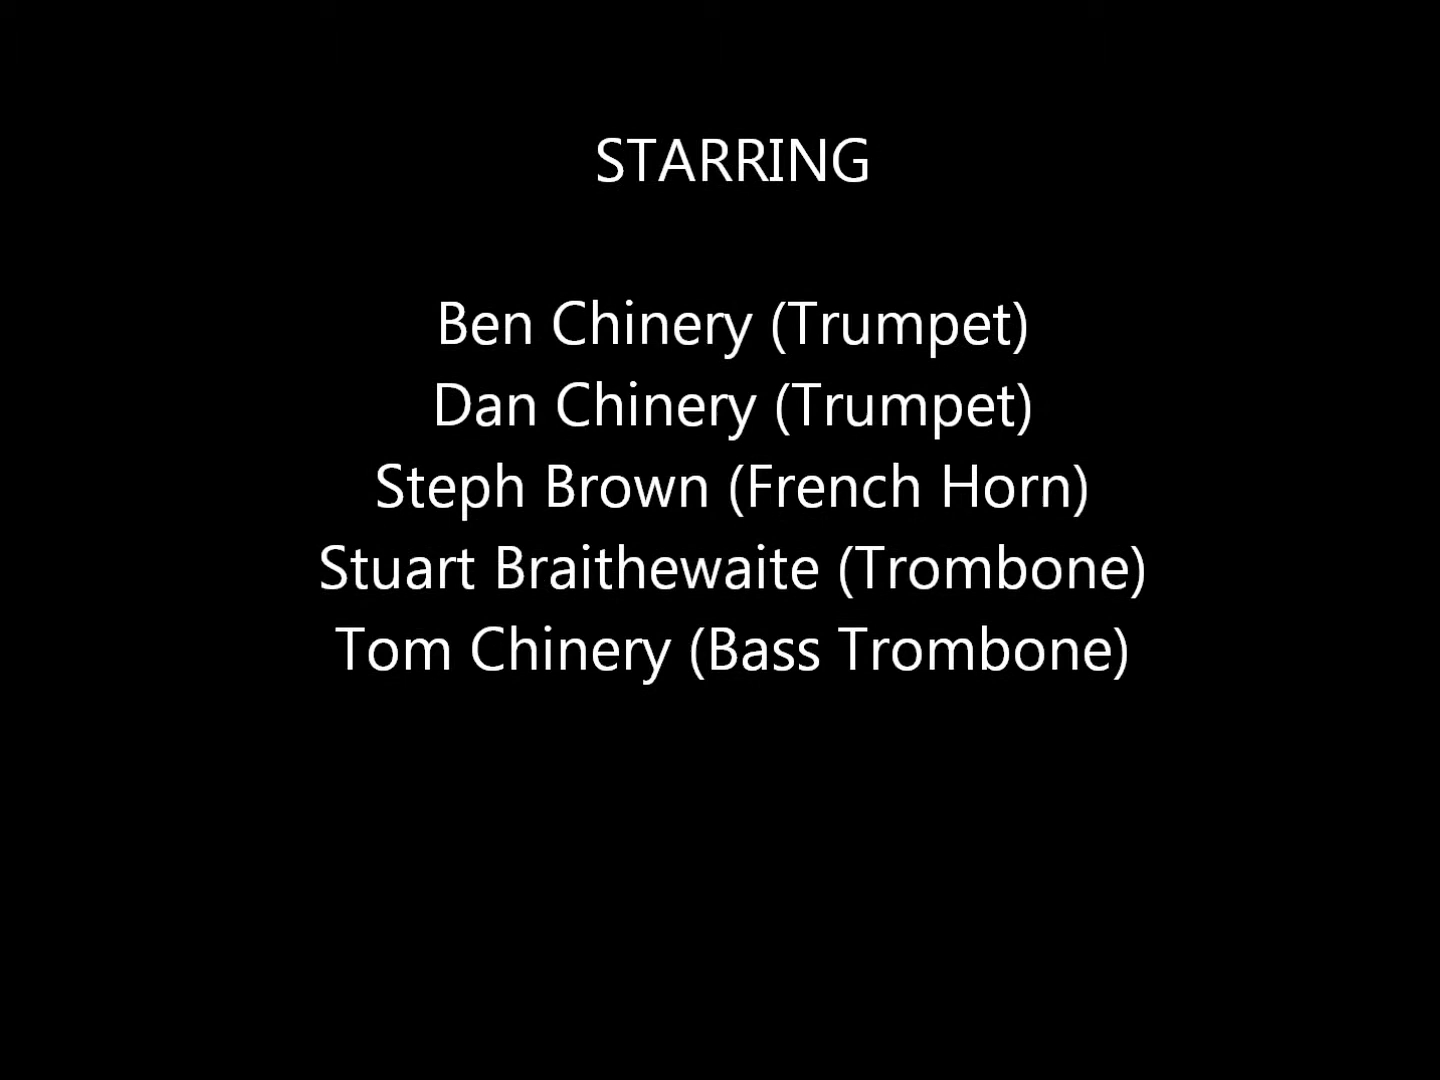 STARRING
Ben Chinery (Trumpet)
Dan Chinery (Trumpet)
Steph Brown (French Horn)
Stuart Braithewaite (Trombone)
Tom Chinery (Bass Trombone)